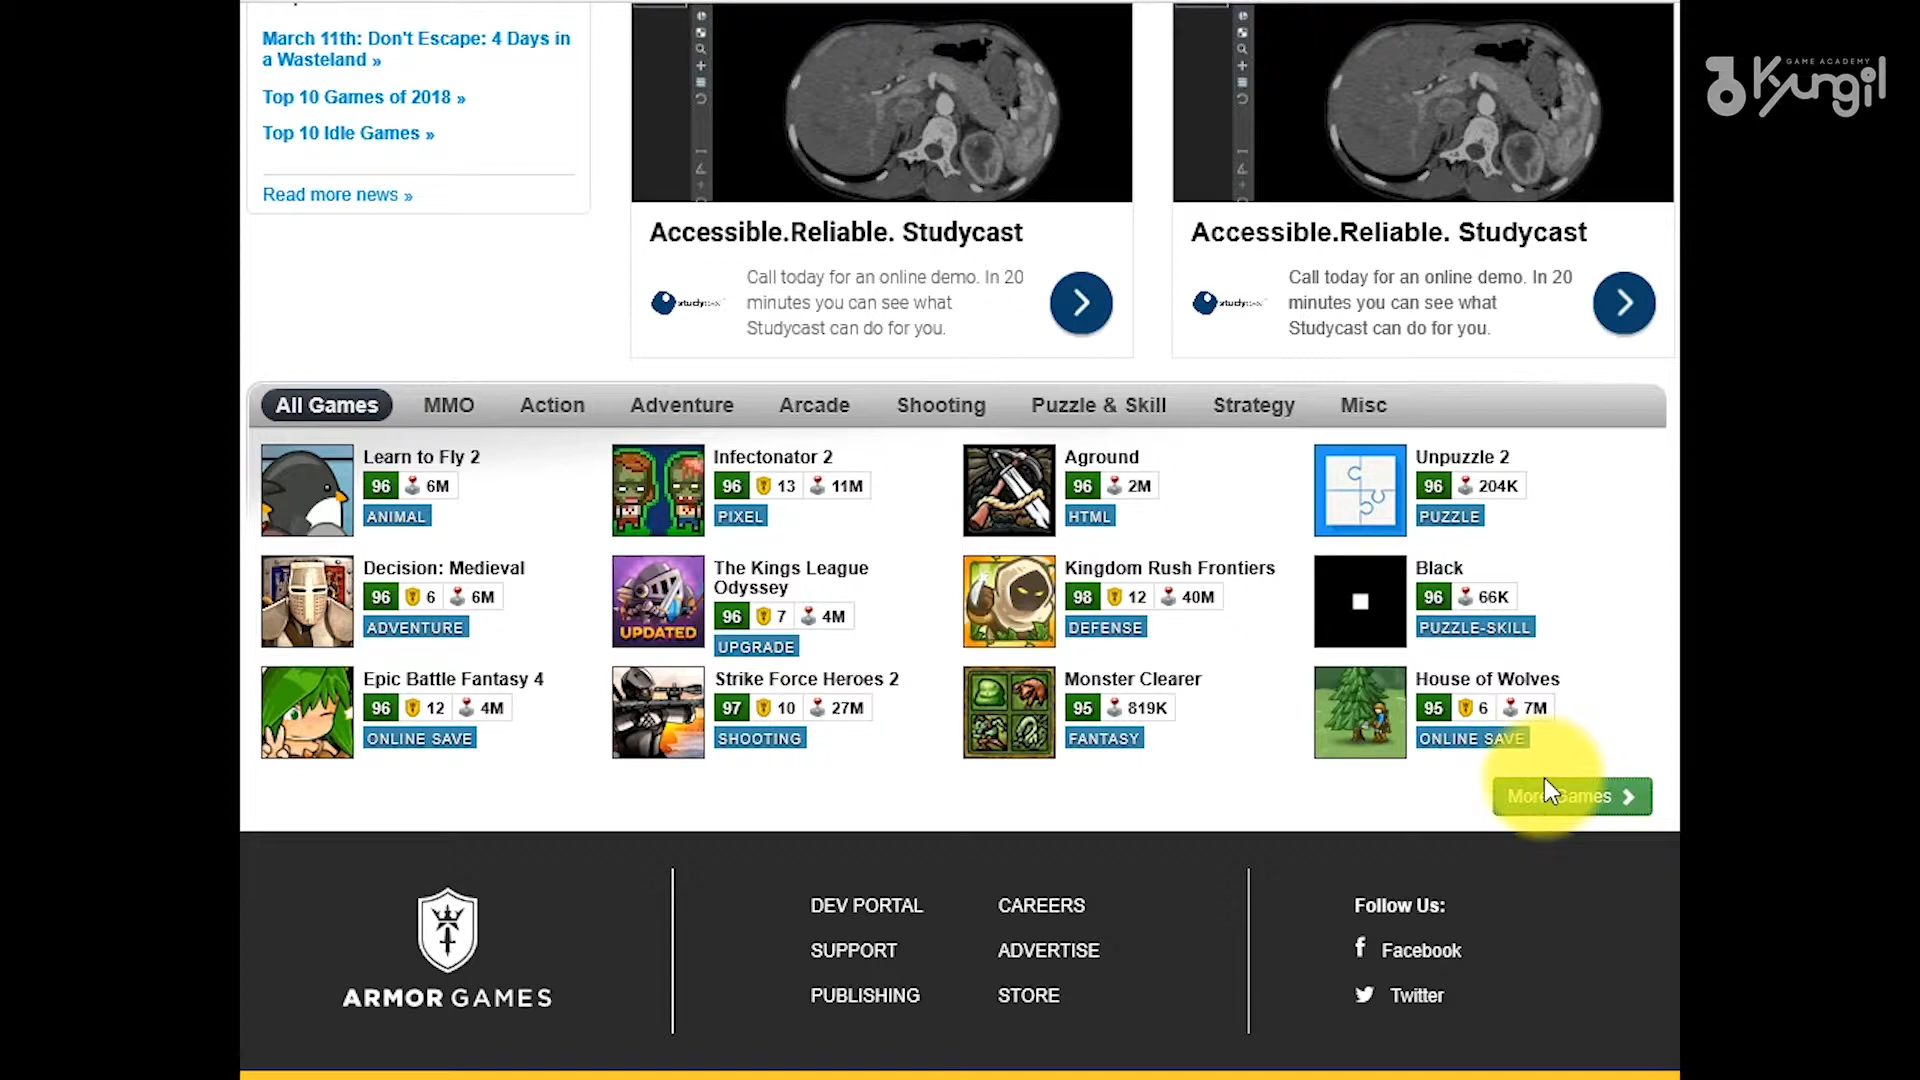 March 11th: Don't Escape: 4 Days in
a Wasteland »
Top 10 Games of 2018 »
Top 10 Idle Games »
Read more news »
GAME ACADEMY
Kyungil
Accessible.Reliable. Studycast
Call today for an online demo. In 20
minutes you can see what
Studycast can do for you.
Accessible.Reliable. Studycast
Call today for an online demo. In 20
minutes you can see what
Studycast can do for you.
All Games MMO Action Adventure Arcade Shooting Puzzle & Skill Strategy Misc
Learn to Fly 2
96 6M
ANIMAL
Infectonator 2
96 13 11M
PIXEL
Aground
96 2M
HTML
Unpuzzle 2
96 204K
PUZZLE
Decision: Medieval
96 6 6M
ADVENTURE
The Kings League
Odyssey
96 7 4M
UPGRADE
UPDATED
Kingdom Rush Frontiers
98 12 40M
DEFENSE
Black
96 66K
PUZZLE-SKILL
Epic Battle Fantasy 4
96 12 4M
ONLINE SAVE
Strike Force Heroes 2
97 10 27M
SHOOTING
Monster Clearer
95 819K
FANTASY
House of Wolves
95 6 7M
ONLINE SAVE
More Games
ARMOR GAMES
DEV PORTAL
SUPPORT
PUBLISHING
CAREERS
ADVERTISE
STORE
Follow Us:
Facebook
Twitter